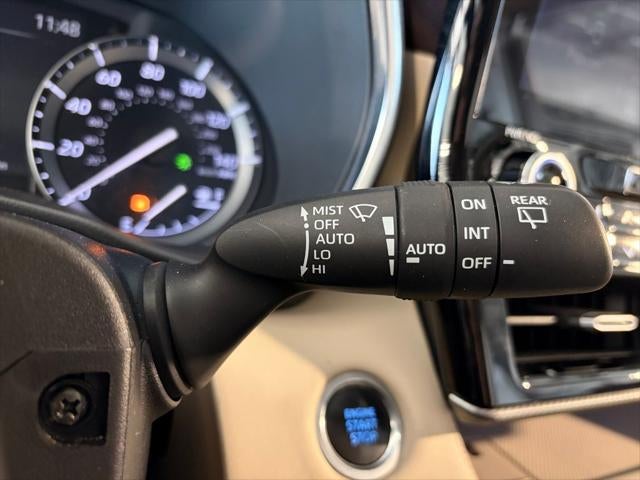 11:48
60
80
100
40
120
20
140
0
MIST
OFF
AUTO
LO
HI
AUTO
ON
INT
OFF
REAR
ENGINE
START
STOP